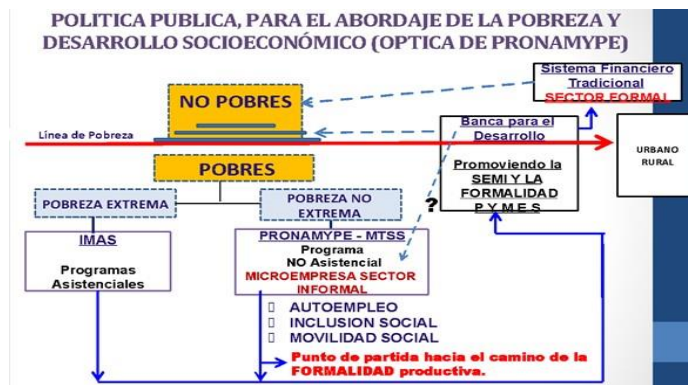 POLITICA PUBLICA, PARA EL ABORDAJE DE LA POBREZA Y
DESARROLLO SOCIOECONÓMICO (OPTICA DE PRONAMYPE)
Sistema Financiero
Tradicional
SECTOR FORMAL
NO POBRES
Banca para el
Desarrollo
Promoviendo la
SEMI Y LA
FORMALIDAD
P Y M E S
Línea de Pobreza
URBANO
RURAL
POBRES
POBREZA EXTREMA
POBREZA NO
EXTREMA
?
IMAS
Programas
Asistenciales
PRONAMYPE - MTSS
Programa
NO Asistencial
MICROEMPRESA SECTOR
INFORMAL
AUTOEMPLEO
INCLUSION SOCIAL
MOVILIDAD SOCIAL
Punto de partida hacia el camino de la
FORMALIDAD productiva.